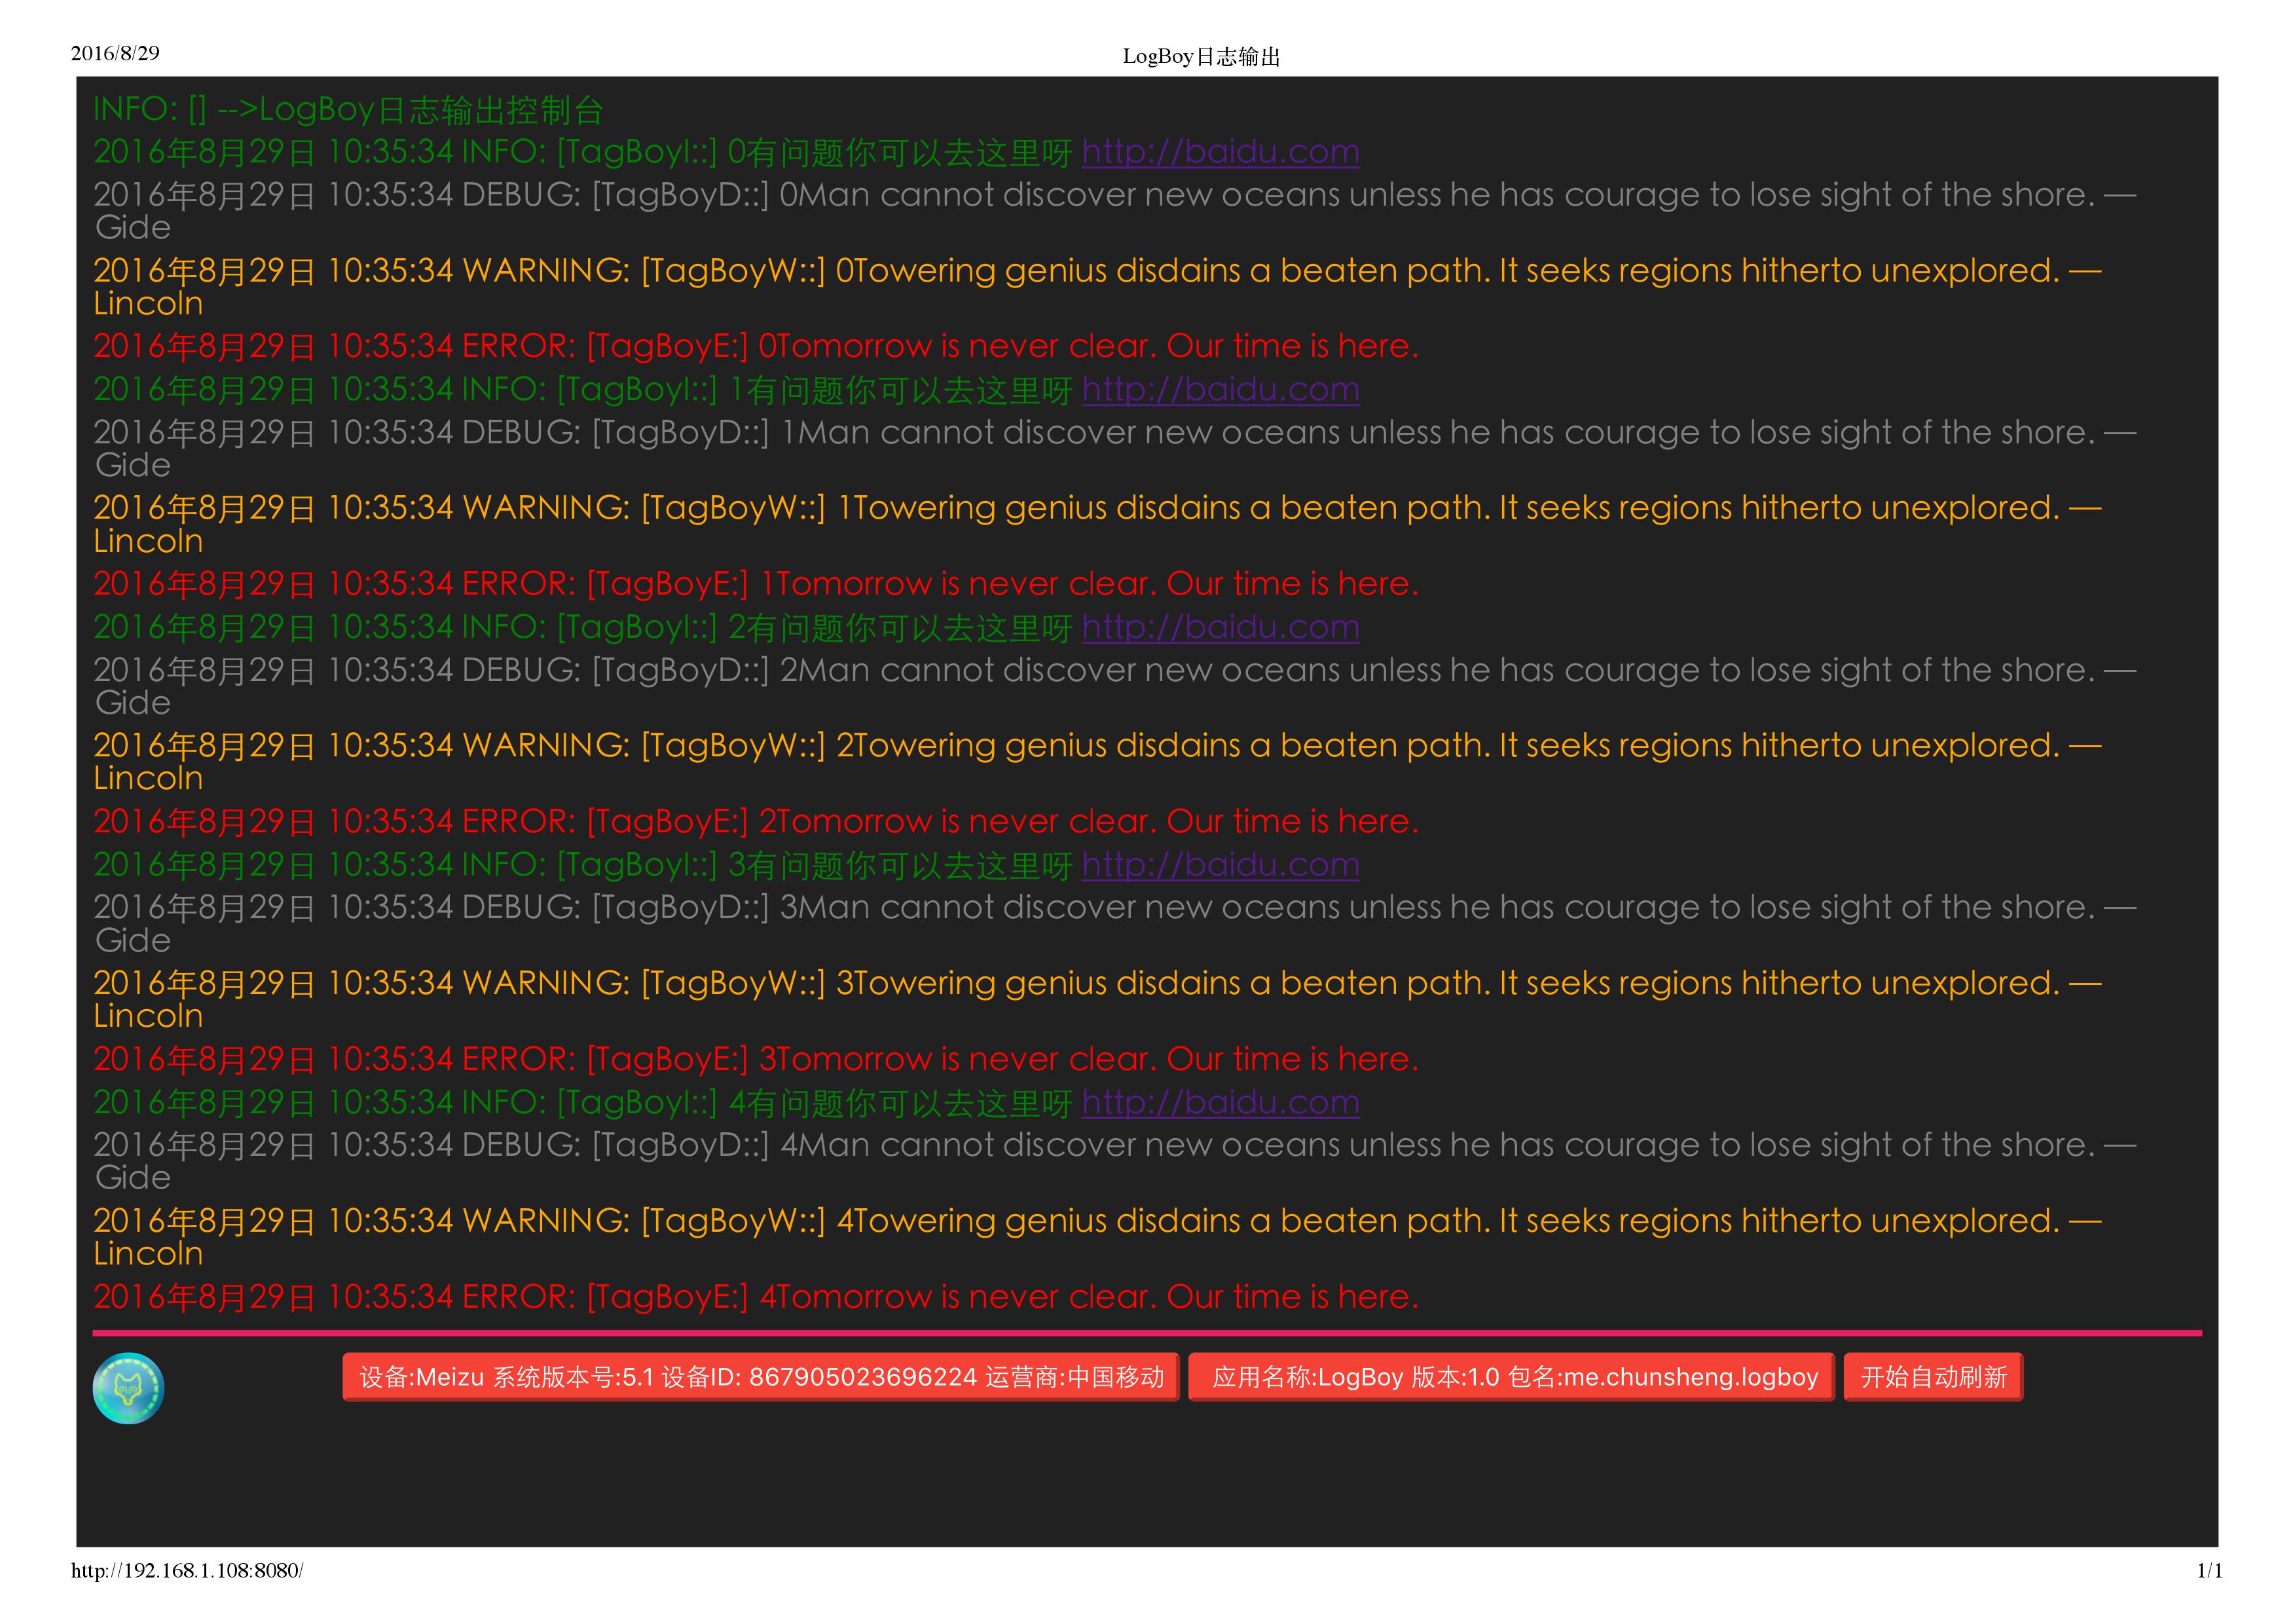 2016/8/29
LogBoy日志输出
INFO: [] -->LogBoy日志输出控制台
2016年8月29日 10:35:34 INFO: [TagBoyI::] 0有问题你可以去这里呀 http://baidu.com
2016年8月29日 10:35:34 DEBUG: [TagBoyD::] 0Man cannot discover new oceans unless he has courage to lose sight of the shore. —
Gide
2016年8月29日 10:35:34 WARNING: [TagBoyW::] 0Towering genius disdains a beaten path. It seeks regions hitherto unexplored. —
Lincoln
2016年8月29日 10:35:34 ERROR: [TagBoyE:] 0Tomorrow is never clear. Our time is here.
2016年8月29日 10:35:34 INFO: [TagBoyI::] 1有问题你可以去这里呀 http://baidu.com
2016年8月29日 10:35:34 DEBUG: [TagBoyD::] 1Man cannot discover new oceans unless he has courage to lose sight of the shore. —
Gide
2016年8月29日 10:35:34 WARNING: [TagBoyW::] 1Towering genius disdains a beaten path. It seeks regions hitherto unexplored. —
Lincoln
2016年8月29日 10:35:34 ERROR: [TagBoyE:] 1Tomorrow is never clear. Our time is here.
2016年8月29日 10:35:34 INFO: [TagBoyI::] 2有问题你可以去这里呀 http://baidu.com
2016年8月29日 10:35:34 DEBUG: [TagBoyD::] 2Man cannot discover new oceans unless he has courage to lose sight of the shore. —
Gide
2016年8月29日 10:35:34 WARNING: [TagBoyW::] 2Towering genius disdains a beaten path. It seeks regions hitherto unexplored. —
Lincoln
2016年8月29日 10:35:34 ERROR: [TagBoyE:] 2Tomorrow is never clear. Our time is here.
2016年8月29日 10:35:34 INFO: [TagBoyI::] 3有问题你可以去这里呀 http://baidu.com
2016年8月29日 10:35:34 DEBUG: [TagBoyD::] 3Man cannot discover new oceans unless he has courage to lose sight of the shore. —
Gide
2016年8月29日 10:35:34 WARNING: [TagBoyW::] 3Towering genius disdains a beaten path. It seeks regions hitherto unexplored. —
Lincoln
2016年8月29日 10:35:34 ERROR: [TagBoyE:] 3Tomorrow is never clear. Our time is here.
2016年8月29日 10:35:34 INFO: [TagBoyI::] 4有问题你可以去这里呀 http://baidu.com
2016年8月29日 10:35:34 DEBUG: [TagBoyD::] 4Man cannot discover new oceans unless he has courage to lose sight of the shore. —
Gide
2016年8月29日 10:35:34 WARNING: [TagBoyW::] 4Towering genius disdains a beaten path. It seeks regions hitherto unexplored. —
Lincoln
2016年8月29日 10:35:34 ERROR: [TagBoyE:] 4Tomorrow is never clear. Our time is here.
设备:Meizu 系统版本号:5.1 设备ID: 867905023696224 运营商:中国移动
应用名称:LogBoy 版本:1.0 包名:me.chunsheng.logboy
开始自动刷新
http://192.168.1.108:8080/
1/1